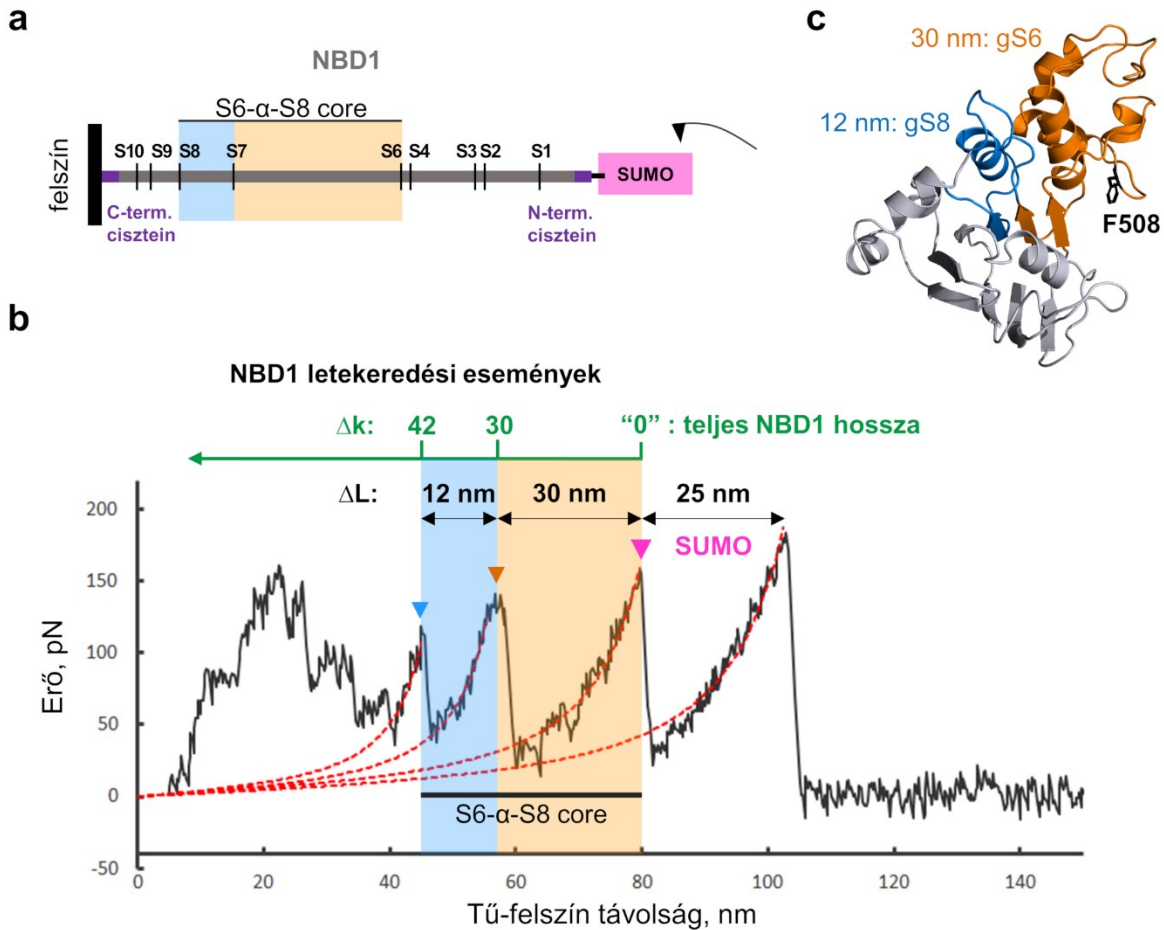 a
NBD1
S6-α-S8 core
S10 S9 S8 S7 S6 S4 S3 S2 S1
felszín
SUMO
C-term.
cisztein
N-term.
cisztein
c
30 nm: gS6
12 nm: gS8
F508
b
NBD1 letekeredési események
Δk: 42 30 “0” : teljes NBD1 hossza
ΔL: 12 nm 30 nm 25 nm
SUMO
200
150
100
50
0
-50
Erő, pN
S6-α-S8 core
0 20 40 60 80 100 120 140
Tű-felszín távolság, nm